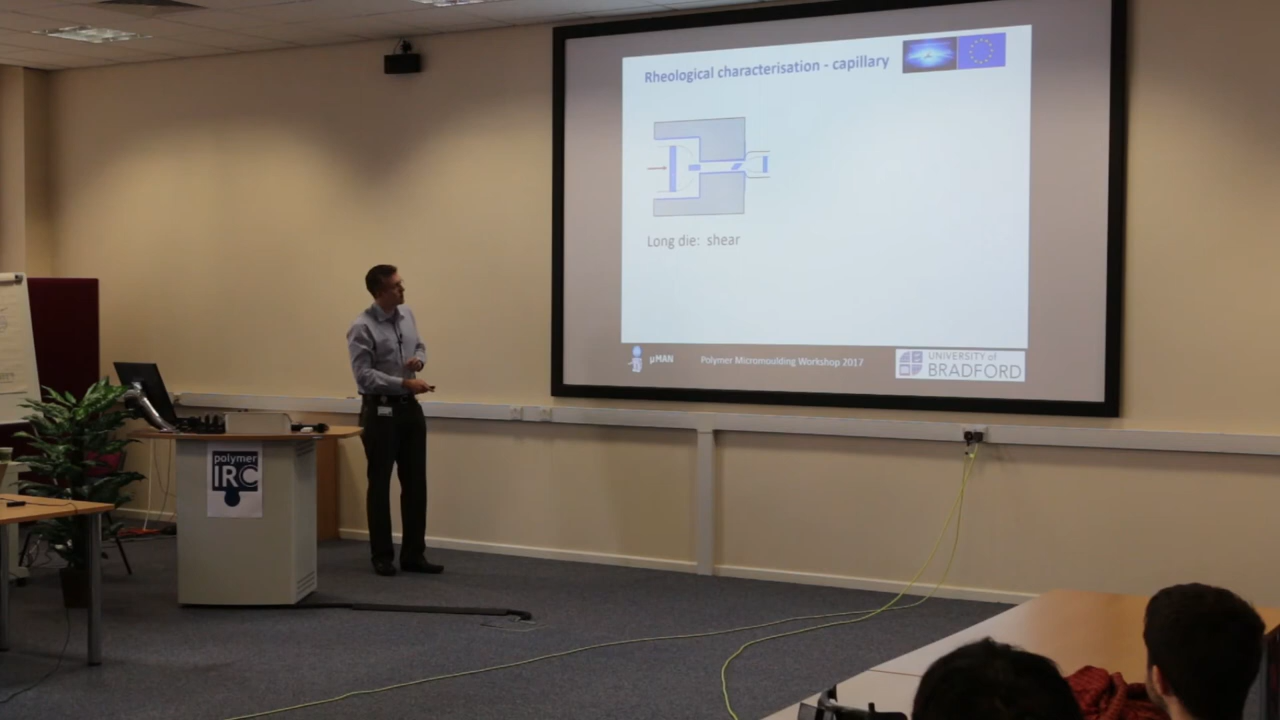 Rheological characterisation - capillary
Long die: shear
µMAN
Polymer Micromoulding Workshop 2017
UNIVERSITY of
BRADFORD
polymer
IRC